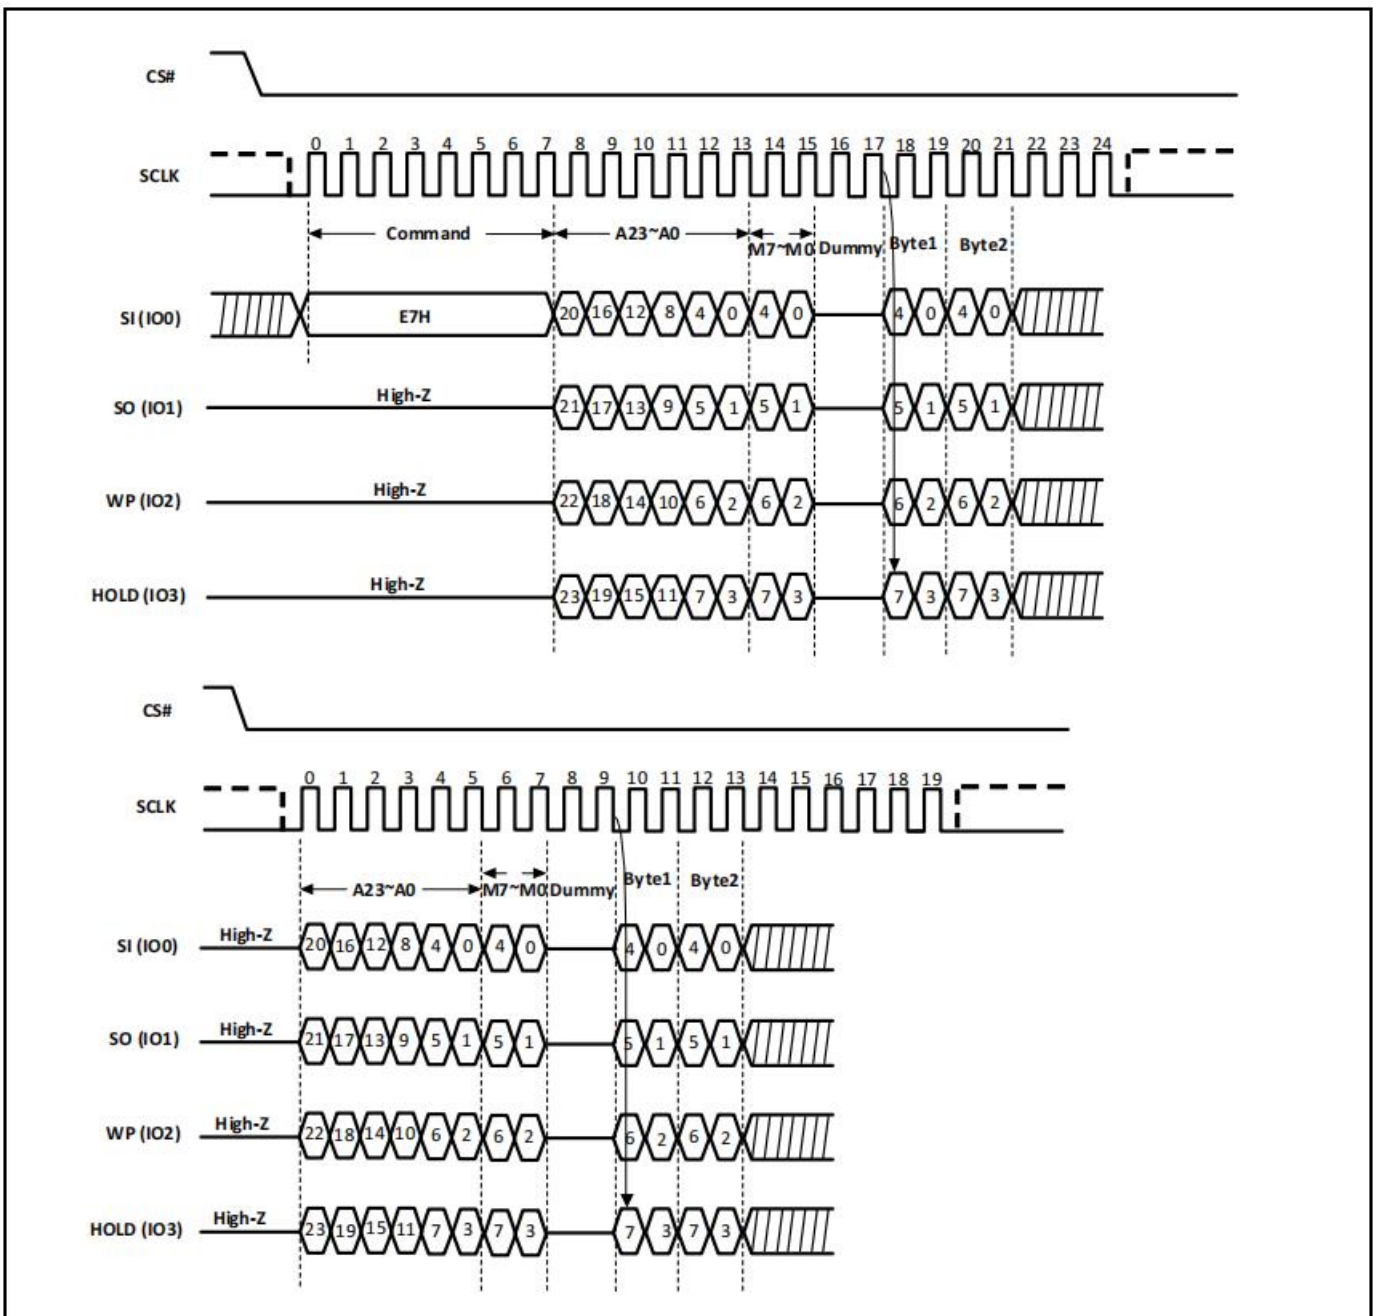 CS#
0 1 2 3 4 5 6 7 8 9 10 11 12 13 14 15 16 17 18 19 20 21 22 23 24
SCLK
Command A23~A0 M7~M0 Dummy Byte1 Byte2
SI (IO0) E7H 20 16 12 8 4 0 4 0 4 0 4 0
SO (IO1) High-Z 21 17 13 9 5 1 5 1 5 1 5 1
WP (IO2) High-Z 22 18 14 10 6 2 6 2 6 2 6 2
HOLD (IO3) High-Z 23 19 15 11 7 3 7 3 7 3 7 3
CS#
0 1 2 3 4 5 6 7 8 9 10 11 12 13 14 15 16 17 18 19
SCLK
A23~A0 M7~M0 Dummy Byte1 Byte2
SI (IO0) High-Z 20 16 12 8 4 0 4 0 4 0 4 0
SO (IO1) High-Z 21 17 13 9 5 1 5 1 5 1 5 1
WP (IO2) High-Z 22 18 14 10 6 2 6 2 6 2 6 2
HOLD (IO3) High-Z 23 19 15 11 7 3 7 3 7 3 7 3